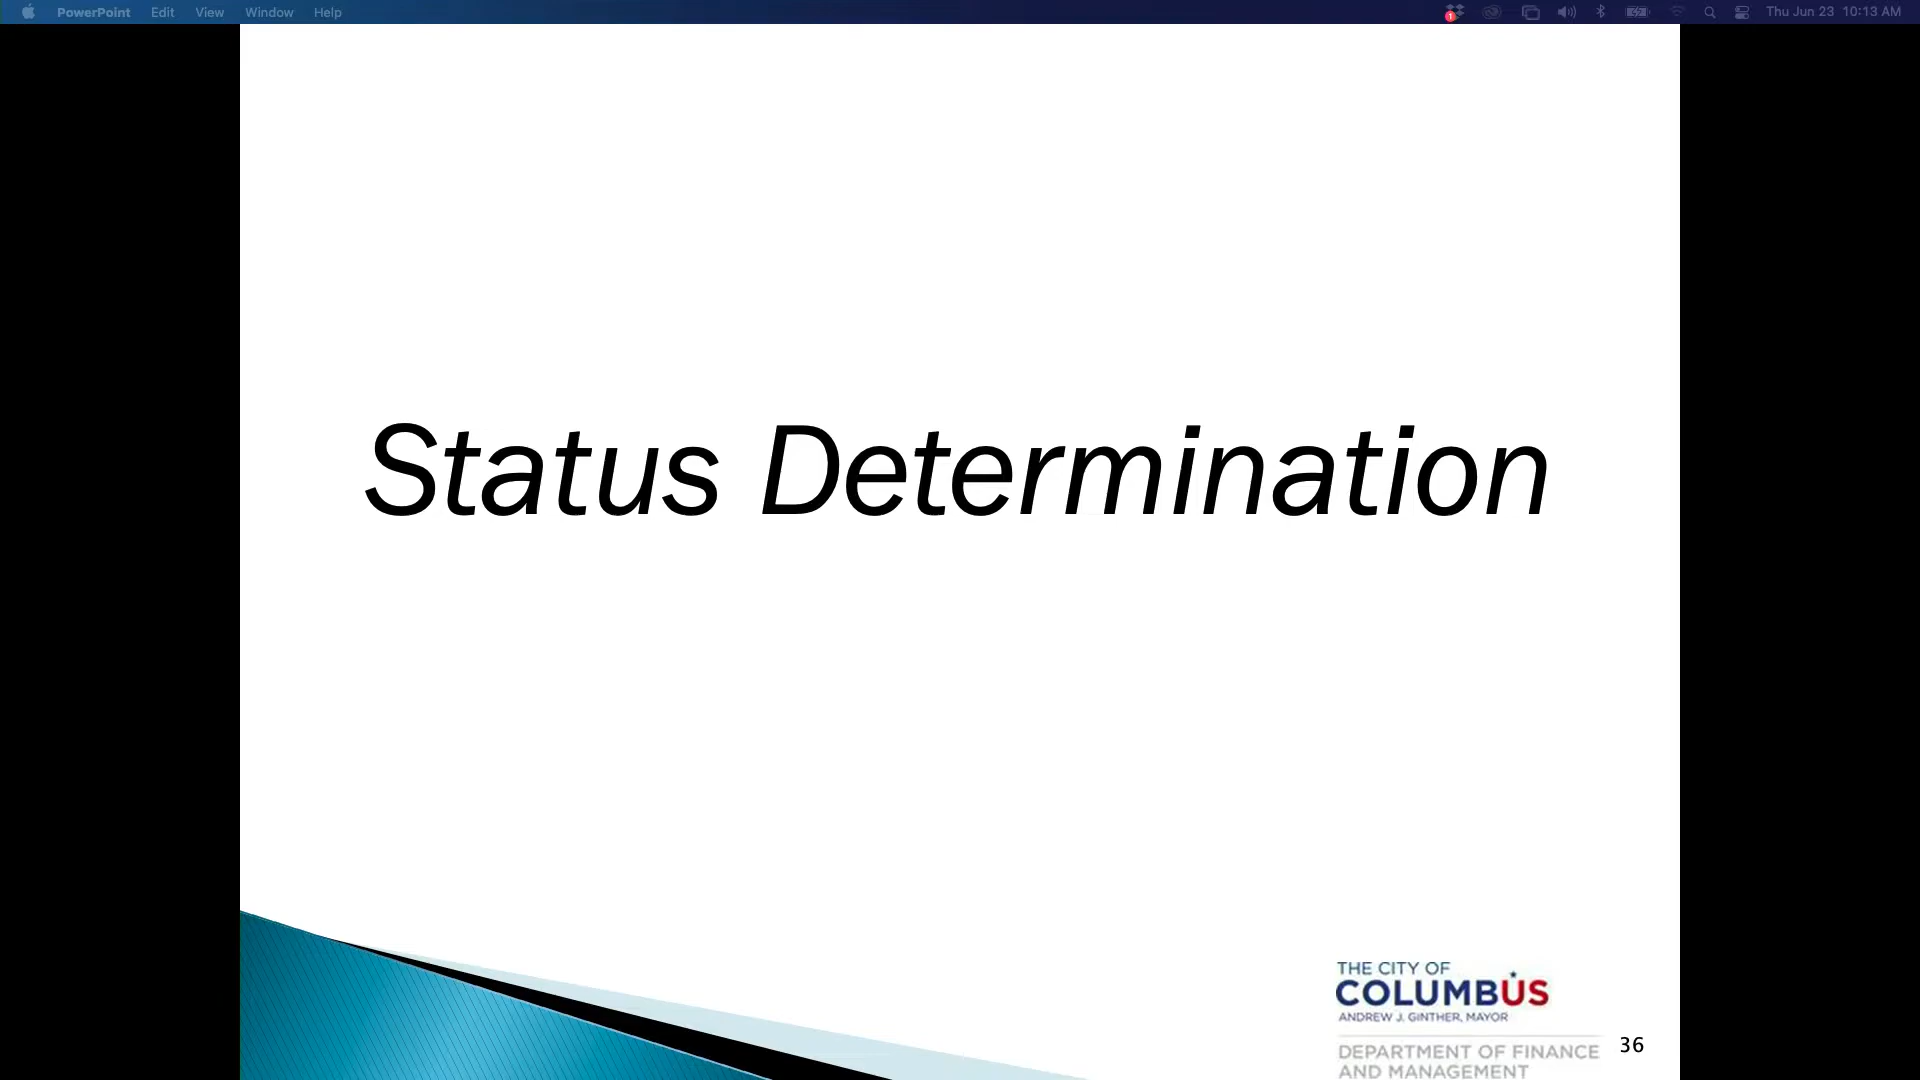 PowerPoint Edit View Window Help
1
Thu Jun 23 10:13 AM
Status Determination
THE CITY OF
COLUMBUS
ANDREW J. GINTHER, MAYOR
DEPARTMENT OF FINANCE
AND MANAGEMENT
36